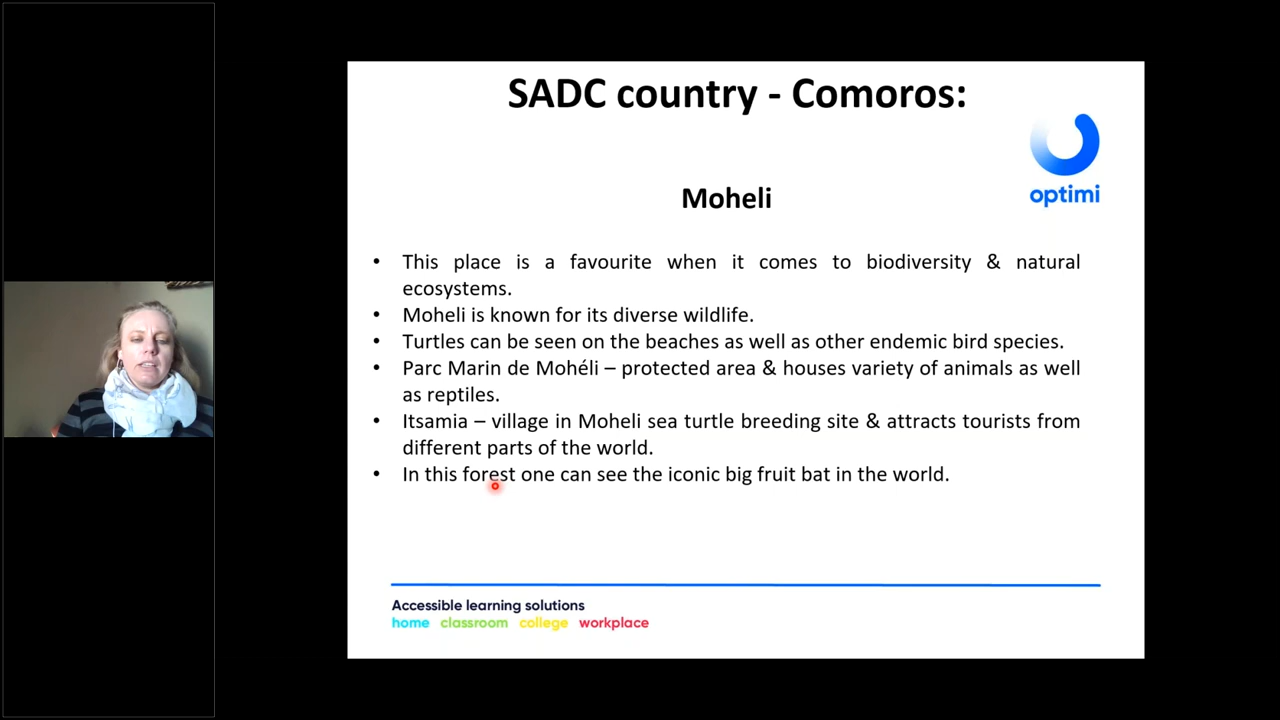 SADC country - Comoros:
optimi
Moheli
• This place is a favourite when it comes to biodiversity & natural
ecosystems.
• Moheli is known for its diverse wildlife.
• Turtles can be seen on the beaches as well as other endemic bird species.
• Parc Marin de Mohéli – protected area & houses variety of animals as well
as reptiles.
• Itsamia – village in Moheli sea turtle breeding site & attracts tourists from
different parts of the world.
• In this forest one can see the iconic big fruit bat in the world.
Accessible learning solutions
home classroom college workplace